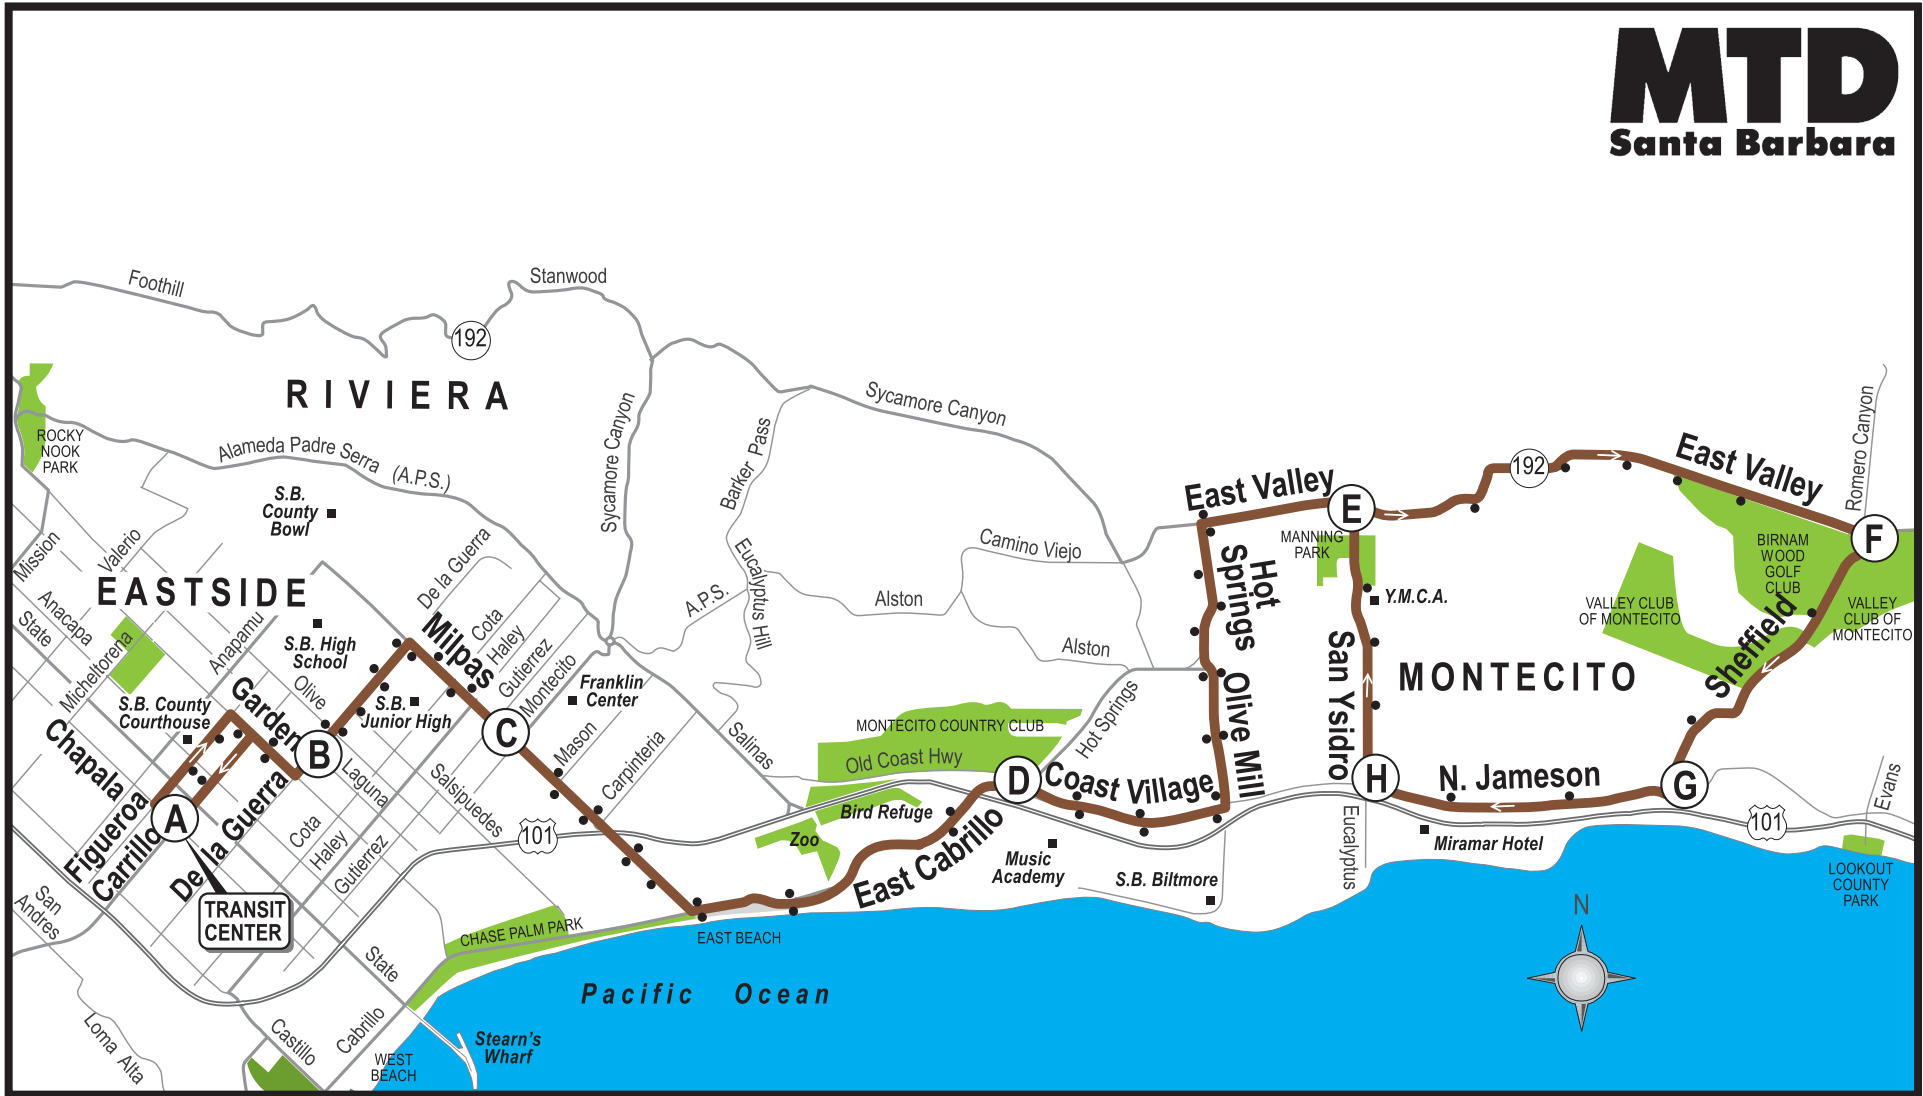 MTD
Santa Barbara
Foothill
Stanwood
192
RIVIERA
Sycamore Canyon
Sycamore Canyon
Barker Pass
ROCKY
NOOK
PARK
Alameda Padre Serra (A.P.S.)
S.B.
County
Bowl
Mission
Valerio
EASTSIDE
Anacapa
State
Micheltorena
Anapamu
S.B. High
School
Olive
De la Guerra
Milpas
Cota
Haley
Gutierrez
Montecito
A.P.S.
Eucalyptus Hill
Camino Viejo
Alston
Alston
Hot Springs
East Valley
E
192
East Valley
Romero Canyon
F
MANNING
PARK
Hot
Springs
Y.M.C.A.
BIRNAM
WOOD
GOLF
CLUB
VALLEY CLUB
OF MONTECITO
VALLEY
CLUB OF
MONTECITO
Sheffield
MONTECITO
San Ysidro
Olive Mill
S.B. County
Courthouse
Garden
S.B.
Junior High
Franklin
Center
Chapala
B
C
Mason
Carpinteria
Salinas
MONTECITO COUNTRY CLUB
Old Coast Hwy
D
Coast Village
H
N. Jameson
G
Evans
Figueroa
Carrillo
A
De la Guerra
Laguna
Salsipuedes
Cota
Haley
Gutierrez
101
Bird Refuge
Zoo
East Cabrillo
Music
Academy
S.B. Biltmore
Eucalyptus
Miramar Hotel
101
LOOKOUT
COUNTY
PARK
San
Andres
TRANSIT
CENTER
CHASE PALM PARK
EAST BEACH
State
Pacific Ocean
N
Loma Alta
Castillo
Cabrillo
WEST
BEACH
Stearn's
Wharf